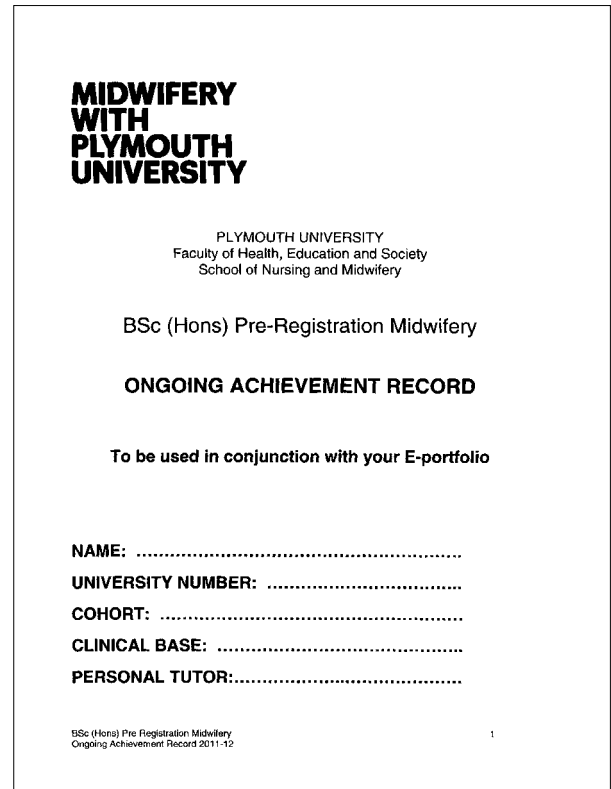 MIDWIFERY
WITH
PLYMOUTH
UNIVERSITY
PLYMOUTH UNIVERSITY
Faculty of Health, Education and Society
School of Nursing and Midwifery
BSc (Hons) Pre-Registration Midwifery
ONGOING ACHIEVEMENT RECORD
To be used in conjunction with your E-portfolio
NAME: ........................................................
UNIVERSITY NUMBER: ..................................
COHORT: .....................................................
CLINICAL BASE: ...........................................
PERSONAL TUTOR:........................................
BSc (Hons) Pre Registration Midwifery
Ongoing Achievement Record 2011-12
1